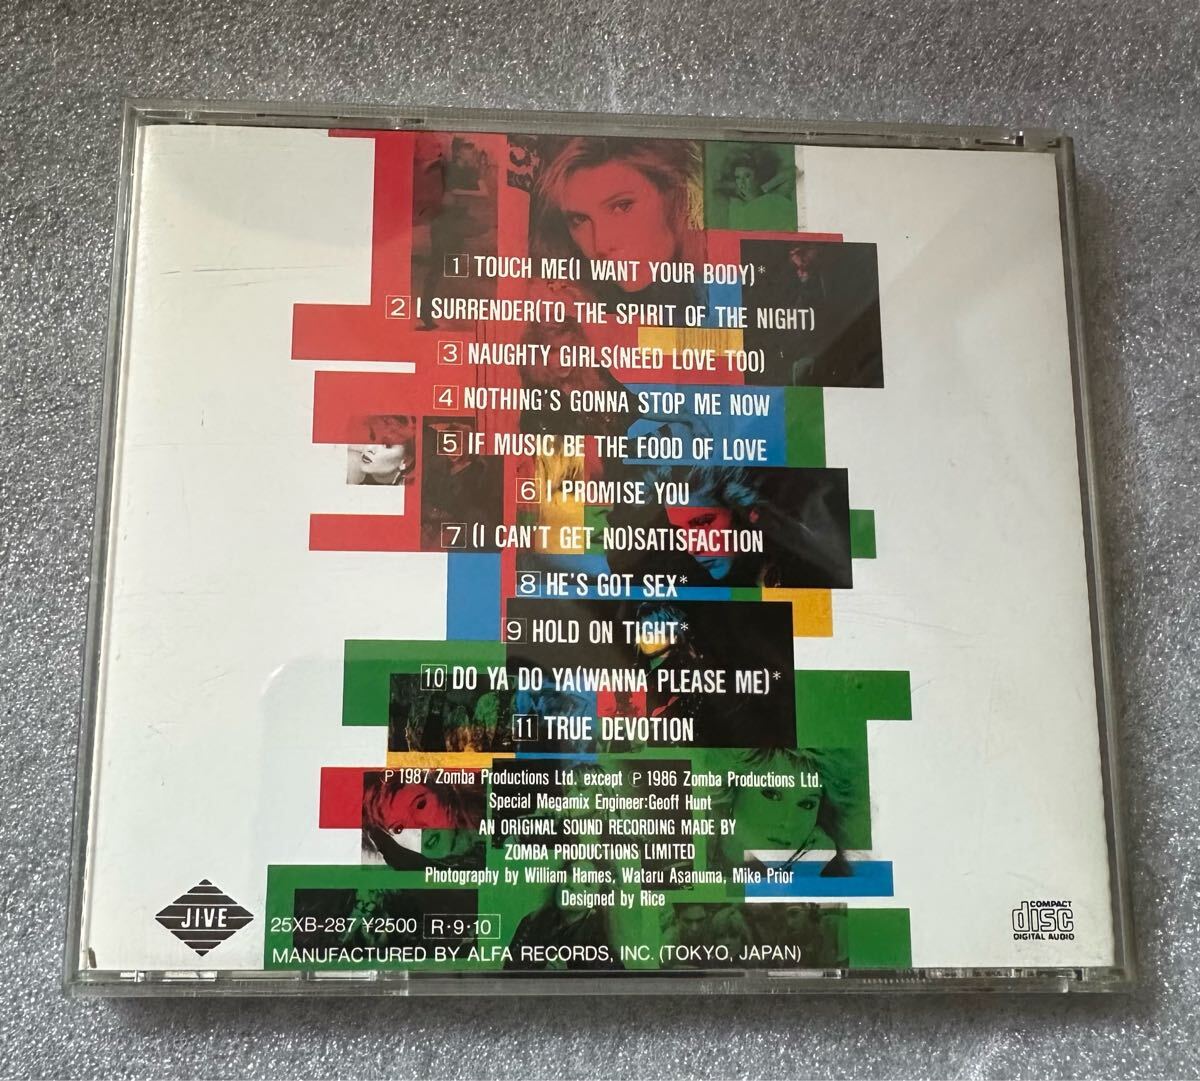 1 TOUCH ME(I WANT YOUR BODY)*
2 I SURRENDER(TO THE SPIRIT OF THE NIGHT)
3 NAUGHTY GIRLS(NEED LOVE TOO)
4 NOTHING'S GONNA STOP ME NOW
5 IF MUSIC BE THE FOOD OF LOVE
6 I PROMISE YOU
7 (I CAN'T GET NO)SATISFACTION
8 HE'S GOT SEX*
9 HOLD ON TIGHT*
10 DO YA DO YA(WANNA PLEASE ME)*
11 TRUE DEVOTION
℗ 1987 Zomba Productions Ltd. except ℗ 1986 Zomba Productions Ltd.
Special Megamix Engineer:Geoff Hunt
AN ORIGINAL SOUND RECORDING MADE BY
ZOMBA PRODUCTIONS LIMITED
Photography by William Hames, Wataru Asanuma, Mike Prior
Designed by Rice
JIVE
25XB-287 ¥2500 R·9·10
MANUFACTURED BY ALFA RECORDS, INC. (TOKYO, JAPAN)
COMPACT
disc
DIGITAL AUDIO